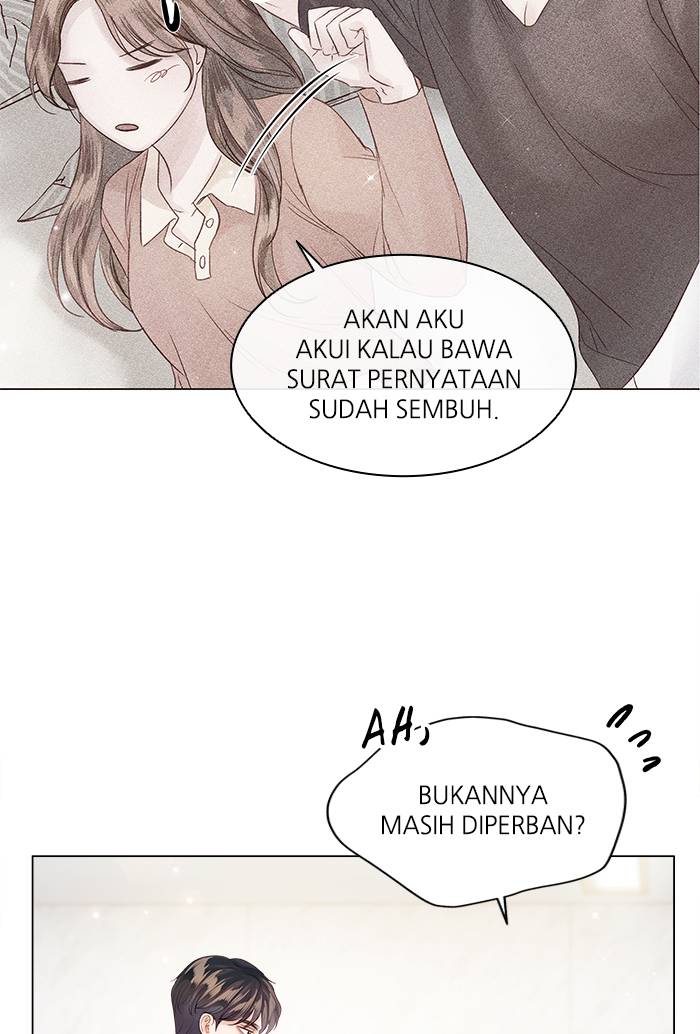 AKAN AKU
AKUI KALAU BAWA
SURAT PERNYATAAN
SUDAH SEMBUH.
AH,
BUKANNYA
MASIH DIPERBAN?